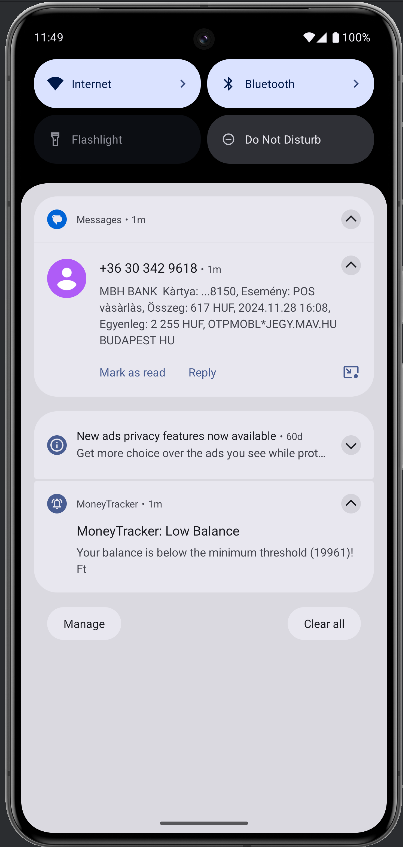 11:49
100%
Internet
Bluetooth
Flashlight
Do Not Disturb
Messages • 1m
+36 30 342 9618 • 1m
MBH BANK Kártya: ...8150, Esemény: POS
vàsàrlàs, Összeg: 617 HUF, 2024.11.28 16:08,
Egyenleg: 2 255 HUF, OTPMOBL*JEGY.MAV.HU
BUDAPEST HU
Mark as read
Reply
New ads privacy features now available • 60d
Get more choice over the ads you see while prot...
MoneyTracker • 1m
MoneyTracker: Low Balance
Your balance is below the minimum threshold (19961)!
Ft
Manage
Clear all